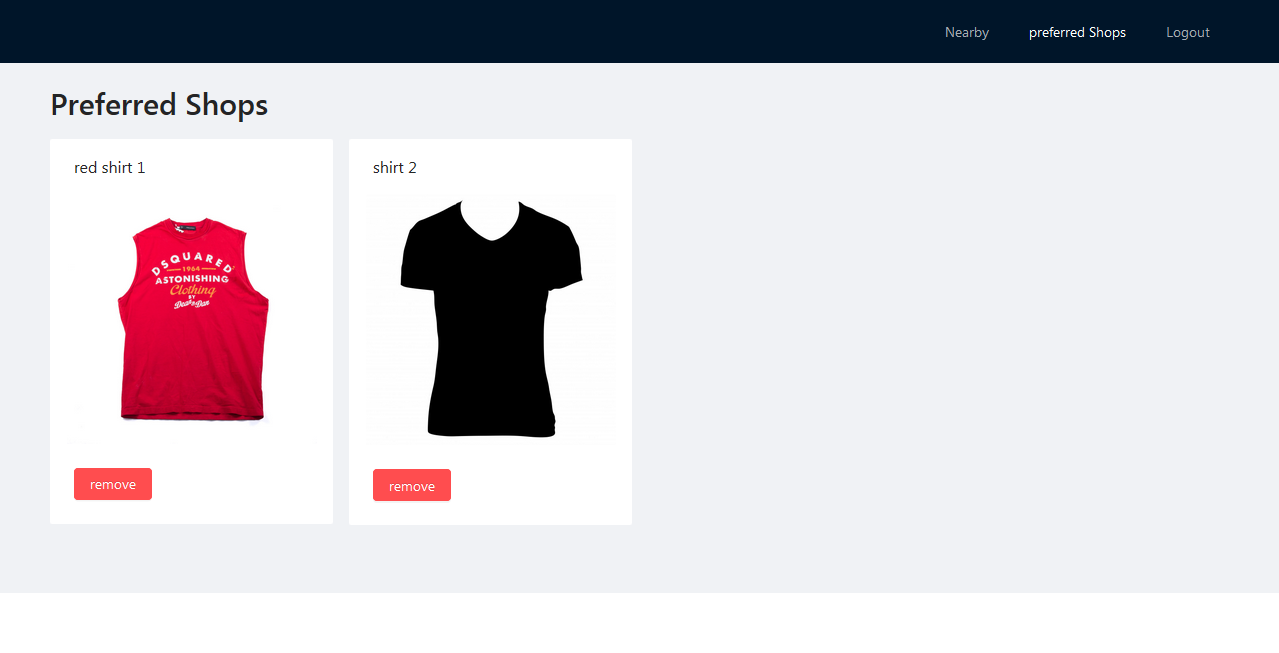 Nearby preferred Shops Logout
Preferred Shops
red shirt 1
DSQUARED
1964
ASTONISHING
Clothing
BY
Dean&Dan
remove
shirt 2
remove